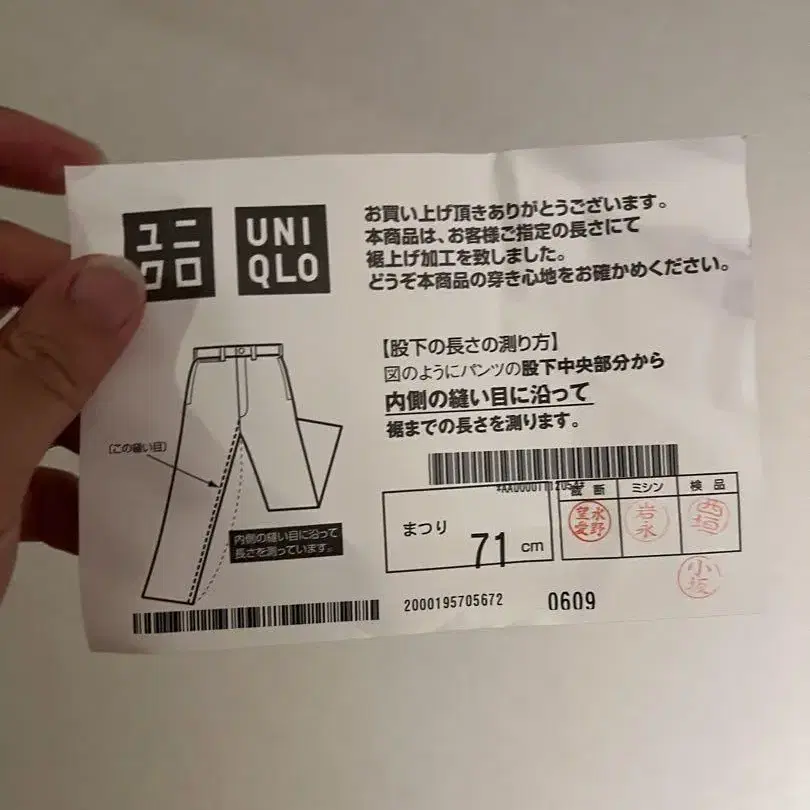 ユニ
クロ
UNI
QLO
お買い上げ頂きありがとうございます。
本商品は、お客様ご指定の長さにて
裾上げ加工を致しました。
どうぞ本商品の穿き心地をお確かめください。
【股下の長さの測り方】
図のようにパンツの股下中央部分から
内側の縫い目に沿って
裾までの長さを測ります。
〔この縫い目〕
内側の縫い目に沿って
長さを測っています。
裁断 ミシン 検品
岩永 西垣
小坂
まつり 71 cm
2000195705672 0609